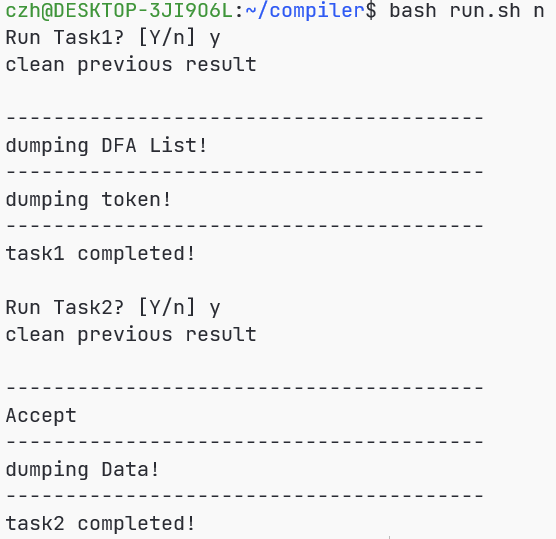 czh@DESKTOP-3JI9O6L:~/compiler$ bash run.sh n
Run Task1? [Y/n] y
clean previous result
----------------------------------------
dumping DFA List!
----------------------------------------
dumping token!
----------------------------------------
task1 completed!
Run Task2? [Y/n] y
clean previous result
----------------------------------------
Accept
----------------------------------------
dumping Data!
----------------------------------------
task2 completed!